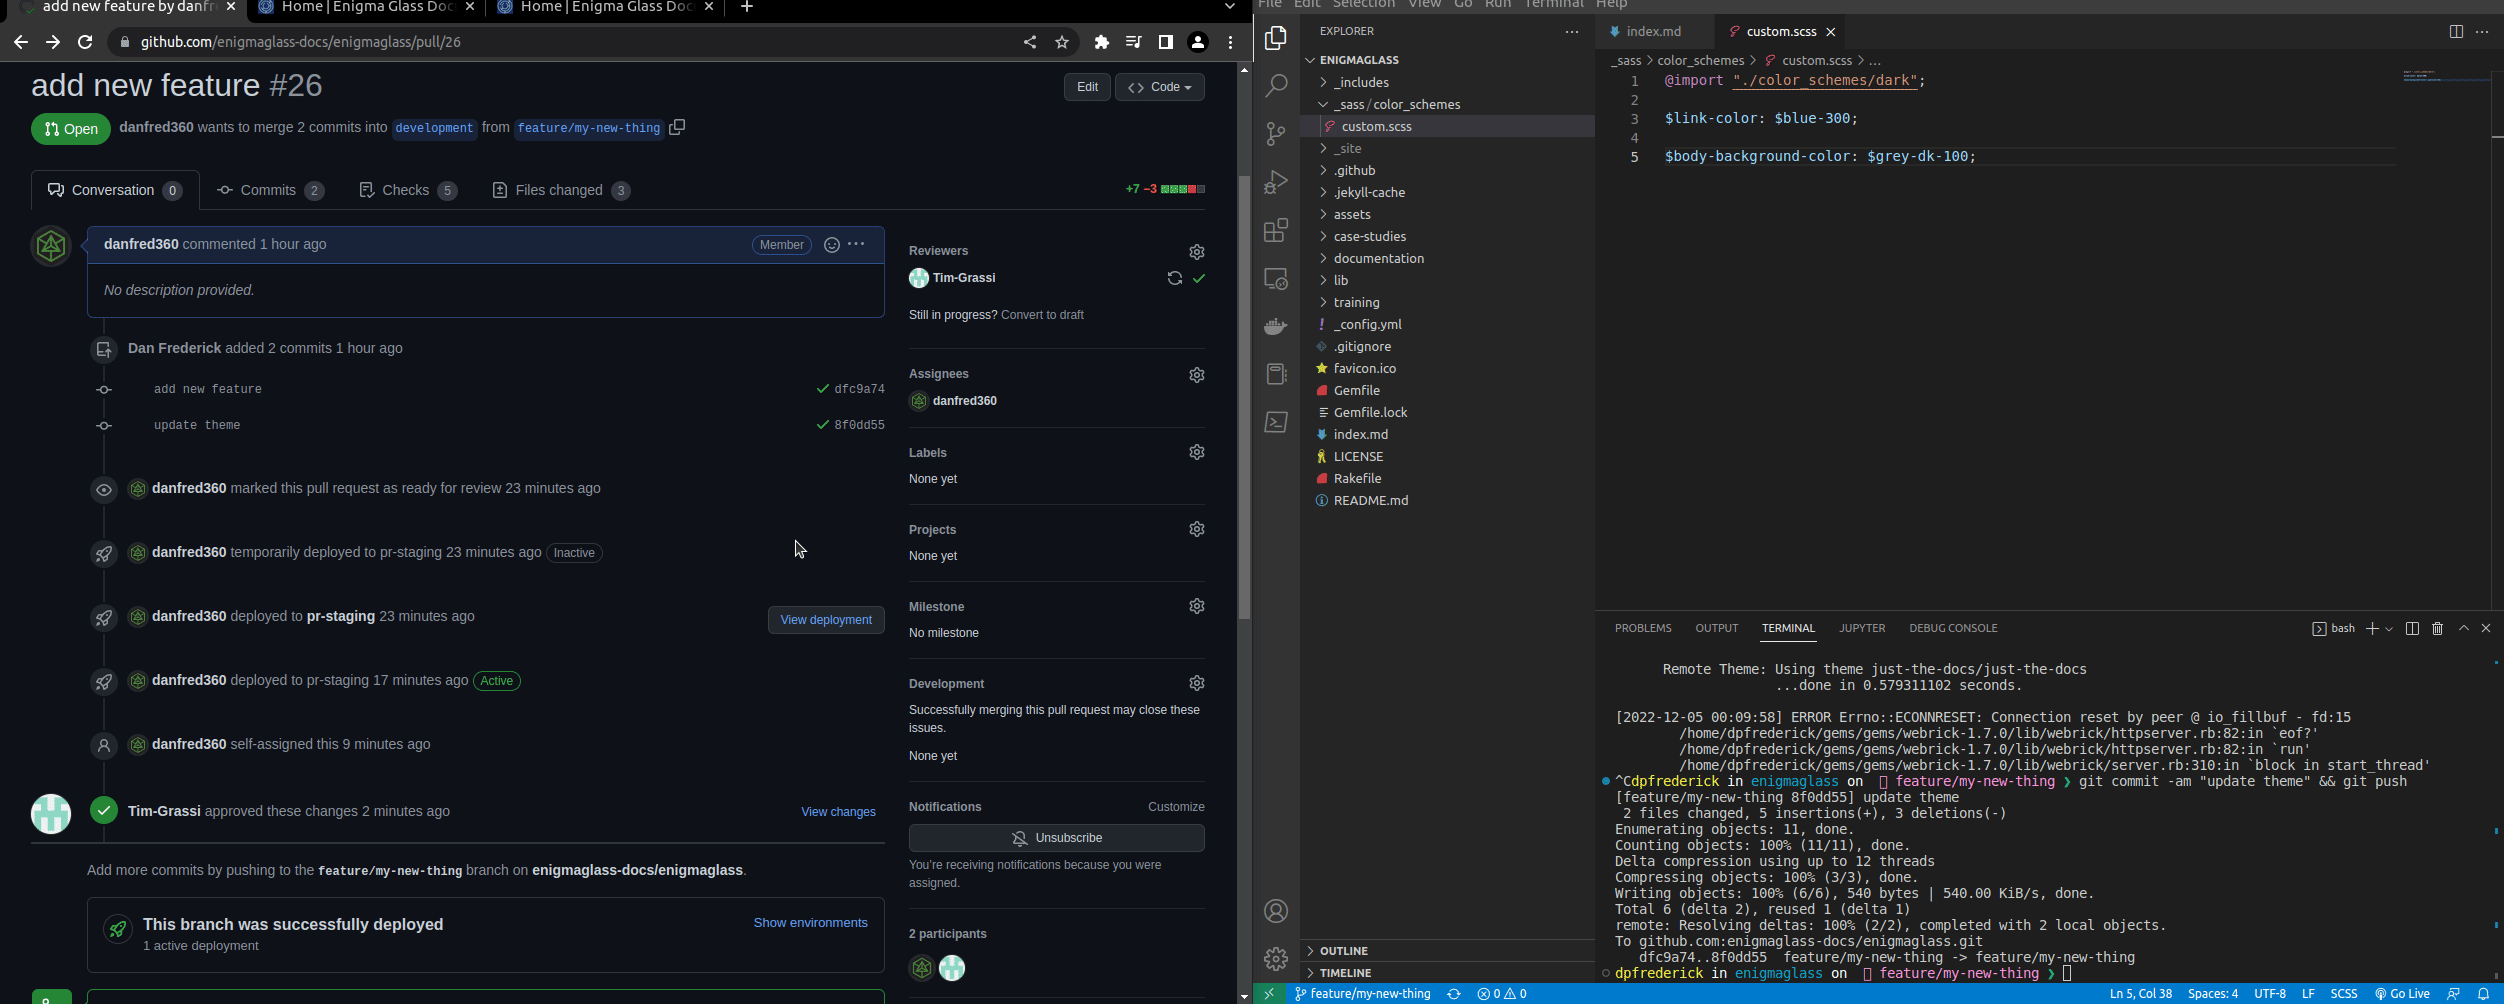 add new feature by danfre
Home | Enigma Glass Doc
Home | Enigma Glass Doc
github.com/enigmaglass-docs/enigmaglass/pull/26
add new feature #26
Edit
Code
Open
danfred360 wants to merge 2 commits into development from feature/my-new-thing
Conversation 0
Commits 2
Checks 5
Files changed 3
+7 −3
danfred360 commented 1 hour ago
Member
No description provided.
Dan Frederick added 2 commits 1 hour ago
add new feature
dfc9a74
update theme
8f0dd55
danfred360 marked this pull request as ready for review 23 minutes ago
danfred360 temporarily deployed to pr-staging 23 minutes ago Inactive
danfred360 deployed to pr-staging 23 minutes ago
View deployment
danfred360 deployed to pr-staging 17 minutes ago Active
danfred360 self-assigned this 9 minutes ago
Tim-Grassi approved these changes 2 minutes ago
View changes
Add more commits by pushing to the feature/my-new-thing branch on enigmaglass-docs/enigmaglass.
This branch was successfully deployed
1 active deployment
Show environments
Reviewers
Tim-Grassi
Still in progress? Convert to draft
Assignees
danfred360
Labels
None yet
Projects
None yet
Milestone
No milestone
Development
Successfully merging this pull request may close these
issues.
None yet
Notifications
Customize
Unsubscribe
You're receiving notifications because you were
assigned.
2 participants
File Edit Selection View Go Run Terminal Help
EXPLORER
ENIGMAGLASS
_includes
_sass / color_schemes
custom.scss
_site
.github
.jekyll-cache
assets
case-studies
documentation
lib
training
_config.yml
.gitignore
favicon.ico
Gemfile
Gemfile.lock
index.md
LICENSE
Rakefile
README.md
OUTLINE
TIMELINE
index.md
custom.scss
_sass > color_schemes > custom.scss > ...
1 @import "./color_schemes/dark";
2
3 $link-color: $blue-300;
4
5 $body-background-color: $grey-dk-100;
PROBLEMS OUTPUT TERMINAL JUPYTER DEBUG CONSOLE
bash
Remote Theme: Using theme just-the-docs/just-the-docs
...done in 0.579311102 seconds.
[2022-12-05 00:09:58] ERROR Errno::ECONNRESET: Connection reset by peer @ io_fillbuf - fd:15
/home/dpfrederick/gems/gems/webrick-1.7.0/lib/webrick/httpserver.rb:82:in `eof?'
/home/dpfrederick/gems/gems/webrick-1.7.0/lib/webrick/httpserver.rb:82:in `run'
/home/dpfrederick/gems/gems/webrick-1.7.0/lib/webrick/server.rb:310:in `block in start_thread'
^Cdpfrederick in enigmaglass on feature/my-new-thing ❯ git commit -am "update theme" && git push
[feature/my-new-thing 8f0dd55] update theme
2 files changed, 5 insertions(+), 3 deletions(-)
Enumerating objects: 11, done.
Counting objects: 100% (11/11), done.
Delta compression using up to 12 threads
Compressing objects: 100% (3/3), done.
Writing objects: 100% (6/6), 540 bytes | 540.00 KiB/s, done.
Total 6 (delta 2), reused 1 (delta 1)
remote: Resolving deltas: 100% (2/2), completed with 2 local objects.
To github.com:enigmaglass-docs/enigmaglass.git
dfc9a74..8f0dd55 feature/my-new-thing -> feature/my-new-thing
dpfrederick in enigmaglass on feature/my-new-thing ❯
feature/my-new-thing
0
0
Ln 5, Col 38
Spaces: 4
UTF-8
LF
SCSS
Go Live